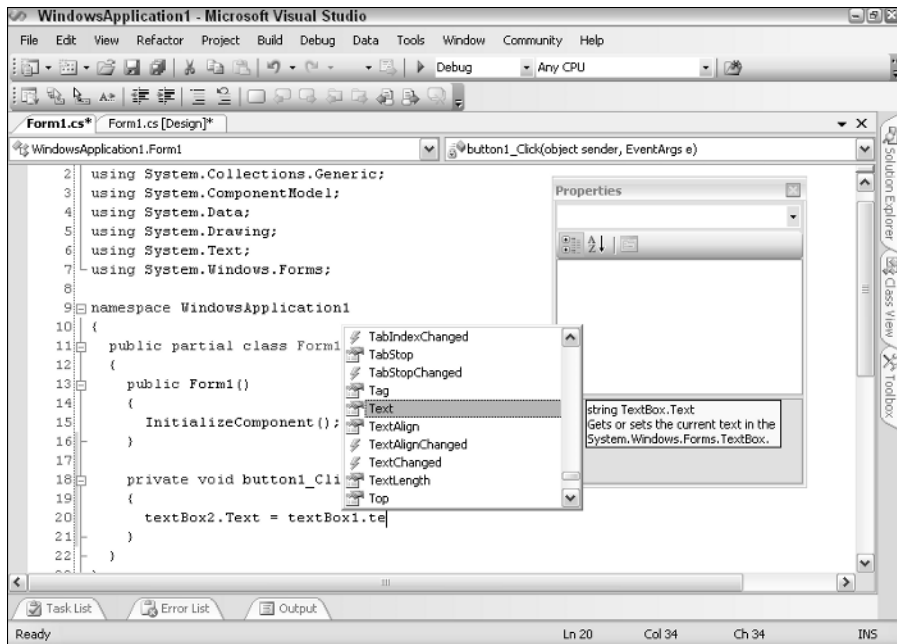 WindowsApplication1 - Microsoft Visual Studio
File Edit View Refactor Project Build Debug Data Tools Window Community Help
Debug Any CPU
Form1.cs* Form1.cs [Design]*
WindowsApplication1.Form1 button1_Click(object sender, EventArgs e)
2 using System.Collections.Generic;
3 using System.ComponentModel;
4 using System.Data;
5 using System.Drawing;
6 using System.Text;
7 using System.Windows.Forms;
8
9 namespace WindowsApplication1
10 {
11 public partial class Form1
12 {
13 public Form1()
14 {
15 InitializeComponent();
16 }
17
18 private void button1_Cli
19 {
20 textBox2.Text = textBox1.te
21 }
22 }
TabIndexChanged
TabStop
TabStopChanged
Tag
Text
TextAlign
TextAlignChanged
TextChanged
TextLength
Top
Properties
string TextBox.Text
Gets or sets the current text in the
System.Windows.Forms.TextBox.
Solution Explorer
Class View
Toolbox
Task List Error List Output
Ready Ln 20 Col 34 Ch 34 INS